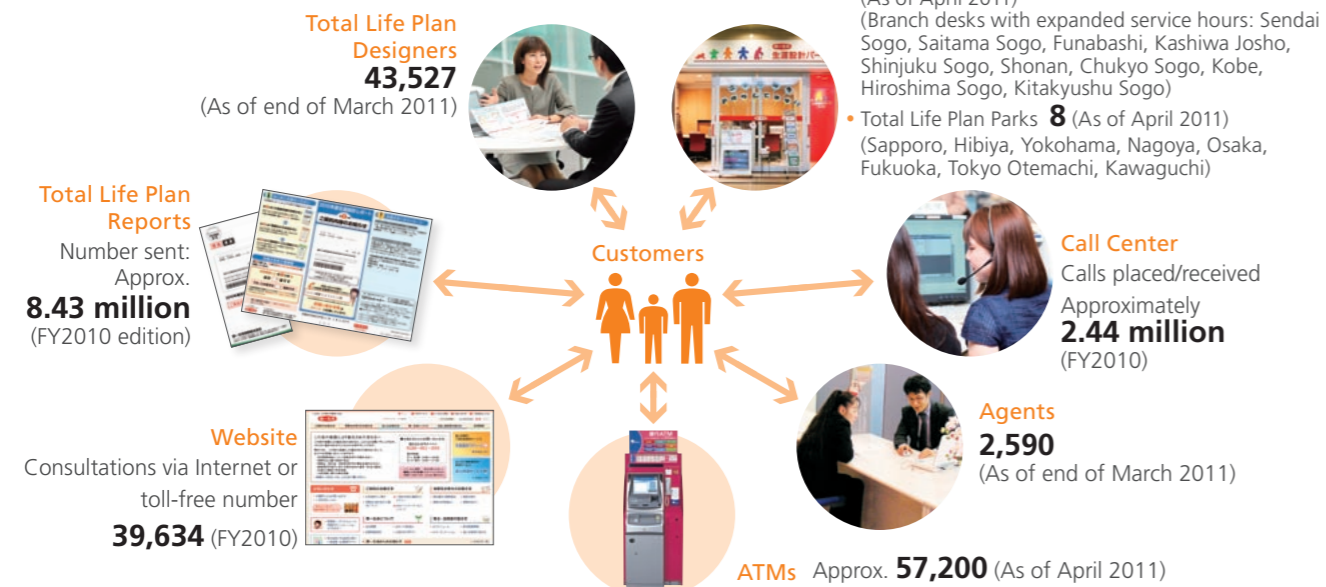 (As of April 2011)
(Branch desks with expanded service hours: Sendai
Sogo, Saitama Sogo, Funabashi, Kashiwa Josho,
Shinjuku Sogo, Shonan, Chukyo Sogo, Kobe,
Hiroshima Sogo, Kitakyushu Sogo)
• Total Life Plan Parks 8 (As of April 2011)
(Sapporo, Hibiya, Yokohama, Nagoya, Osaka,
Fukuoka, Tokyo Otemachi, Kawaguchi)
Total Life Plan
Designers
43,527
(As of end of March 2011)
Total Life Plan
Reports
Number sent:
Approx.
8.43 million
(FY2010 edition)
Customers
Call Center
Calls placed/received
Approximately
2.44 million
(FY2010)
Website
Consultations via Internet or
toll-free number
39,634 (FY2010)
Agents
2,590
(As of end of March 2011)
ATMs Approx. 57,200 (As of April 2011)